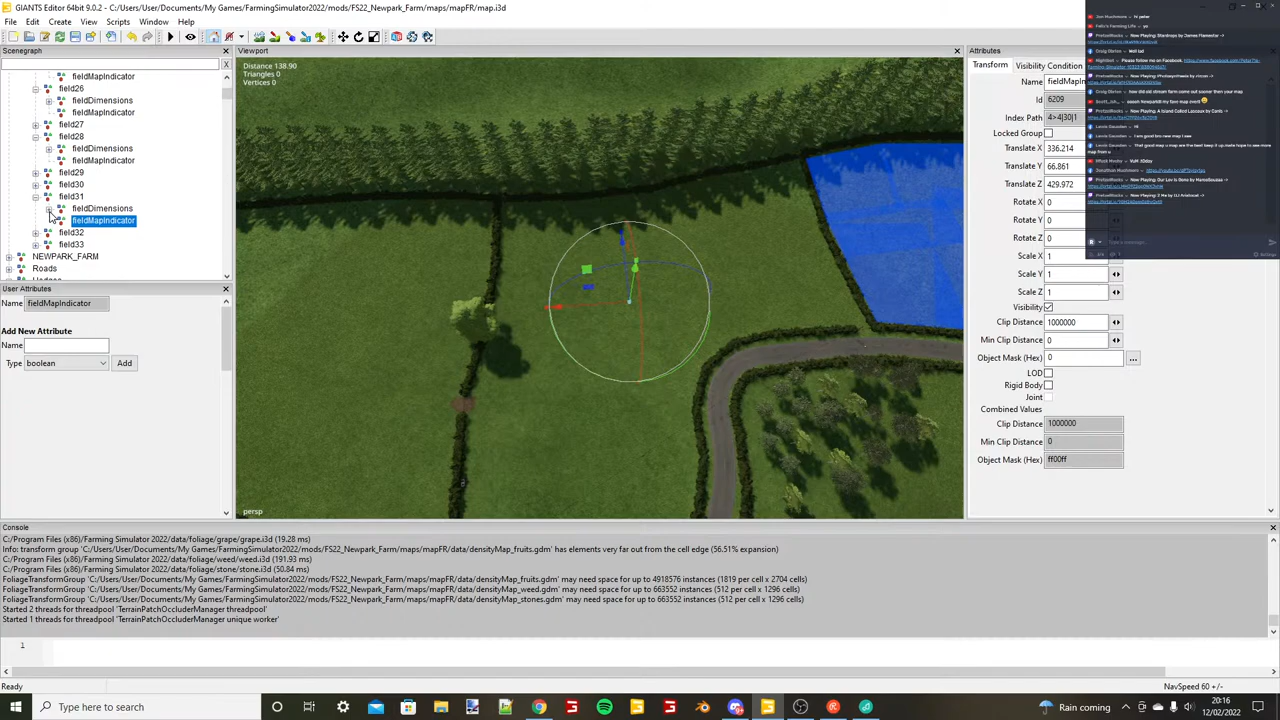 GIANTS Editor 64bit 9.0.2 - C:/Users/User/Documents/My Games/FarmingSimulator2022/mods/FS22_Newpark_Farm/maps/mapFR/map.i3d
File Edit Create View Scripts Window Help
Scenegraph
X
fieldMapIndicator
field26
fieldDimensions
fieldMapIndicator
field27
field28
fieldDimensions
fieldMapIndicator
field29
field30
field31
fieldDimensions
fieldMapIndicator
field32
field33
NEWPARK_FARM
Roads
User Attributes
Name fieldMapIndicator
Add New Attribute
Name
Type boolean Add
Viewport
Distance 138.90
Triangles 0
Vertices 0
persp
Attributes
Transform Visibility Condition
Name fieldMapIn
6209
Index Path 4>4|30|1
Locked Group
Translate X 336.214
Translate Y 66.861
Translate Z
Rotate X
Rotate Y 0
Rotate Z 0
Scale X 1
Scale Y 1
Scale Z 1
Visibility
Clip Distance 1000000
Min Clip Distance 0
Object Mask (Hex) 0 ...
LOD
Rigid Body
Joint
Combined Values
Clip Distance 1000000
Min Clip Distance 0
Object Mask (Hex) ff00ff
Console
C:/Program Files (x86)/Farming Simulator 2022/data/foliage/grape/grape.i3d (19.28 ms)
Info: transform group 'C:/Users/User/Documents/My Games/FarmingSimulator2022/mods/FS22_Newpark_Farm/maps/mapFR/data/densityMap_fruits.gdm' has elements very far out from the cell edge (56.51% expansion)
C:/Program Files (x86)/Farming Simulator 2022/data/foliage/weed/weed.i3d (191.93 ms)
C:/Program Files (x86)/Farming Simulator 2022/data/foliage/stone/stone.i3d (50.84 ms)
FoliageTransformGroup 'C:/Users/User/Documents/My Games/FarmingSimulator2022/mods/FS22_Newpark_Farm/maps/mapFR/data/densityMap_fruits.gdm' may need space for up to 4918576 instances (1819 per cell x 2704 cells)
FoliageTransformGroup 'C:/Users/User/Documents/My Games/FarmingSimulator2022/mods/FS22_Newpark_Farm/maps/mapFR/data/densityMap_weed.gdm' may need space for up to 663552 instances (512 per cell x 1296 cells)
FoliageTransformGroup 'C:/Users/User/Documents/My Games/FarmingSimulator2022/mods/FS22_Newpark_Farm/maps/mapFR/data/densityMap_stones.gdm' may need space for up to 663552 instances (512 per cell x 1296 cells)
Started 2 threads for threadpool 'TerrainPatchOccluderManager threadpool'
Started 1 threads for threadpool 'TerrainPatchOccluderManager unique worker'
1
Ready
NavSpeed 60 +/-
Type here to search
Rain coming
20:16
12/02/2022